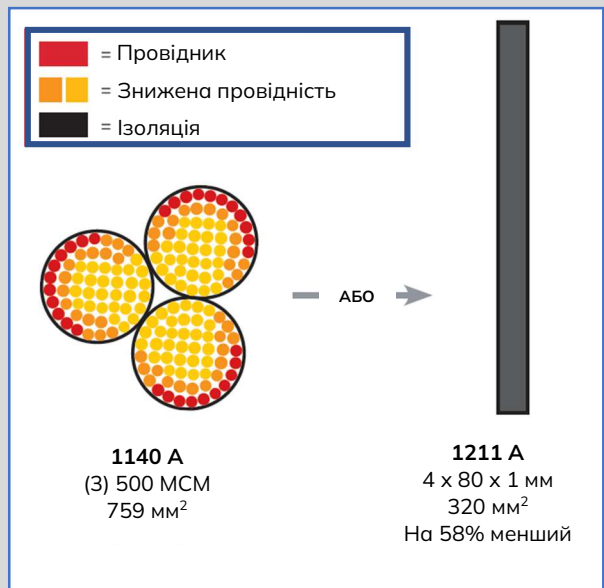 = Провідник
= Знижена провідність
= Ізоляція
АБО
1140 А
(3) 500 МСМ
759 мм²
1211 А
4 x 80 x 1 мм
320 мм²
На 58% менший